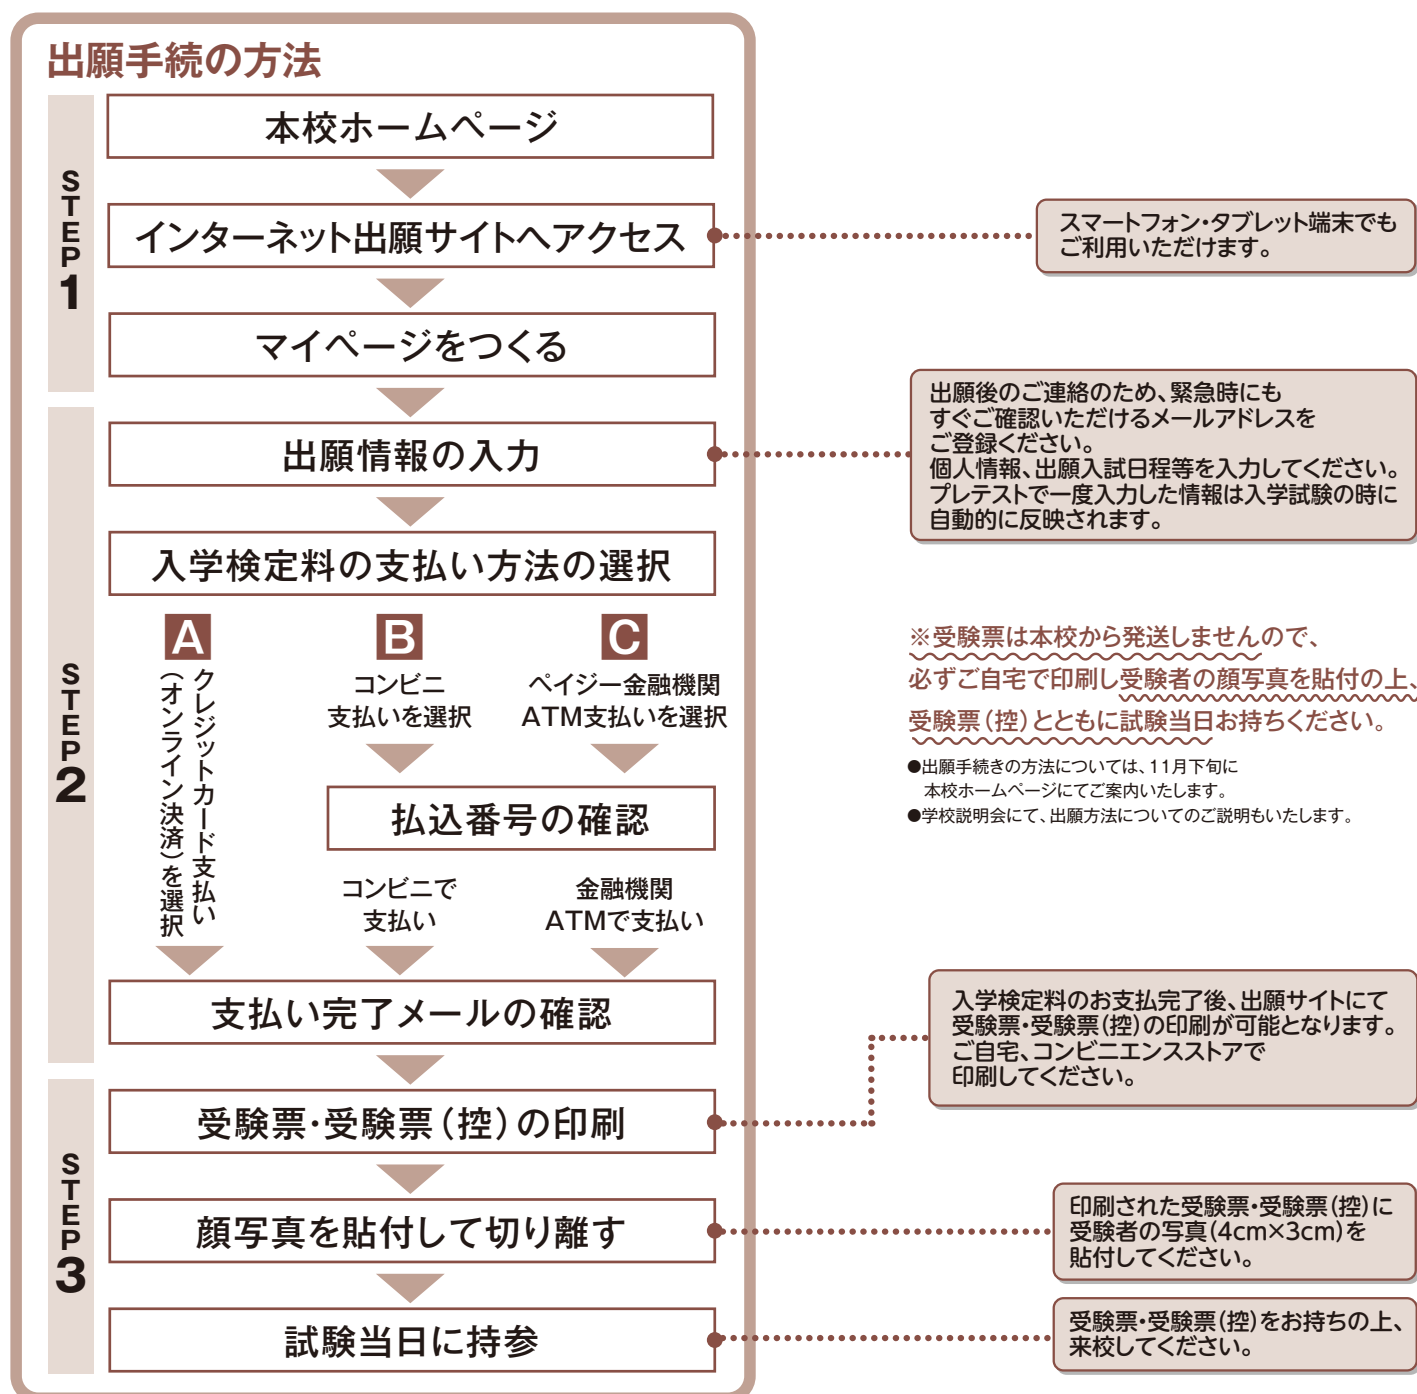 出願手続の方法
STEP1
本校ホームページ
インターネット出願サイトへアクセス
スマートフォン・タブレット端末でも
ご利用いただけます。
マイページをつくる
STEP2
出願情報の入力
出願後のご連絡のため、緊急時にも
すぐご確認いただけるメールアドレスを
ご登録ください。
個人情報、出願入試日程等を入力してください。
プレテストで一度入力した情報は入学試験の時に
自動的に反映されます。
入学検定料の支払い方法の選択
A
クレジットカード支払い
（オンライン決済）を選択
B
コンビニ
支払いを選択
C
ペイジー金融機関
ATM支払いを選択
払込番号の確認
コンビニで
支払い
金融機関
ATMで支払い
支払い完了メールの確認
※受験票は本校から発送しませんので、
必ずご自宅で印刷し受験者の顔写真を貼付の上、
受験票（控）とともに試験当日お持ちください。
●出願手続きの方法については、11月下旬に
本校ホームページにてご案内いたします。
●学校説明会にて、出願方法についてのご説明もいたします。
STEP3
受験票・受験票（控）の印刷
入学検定料のお支払完了後、出願サイトにて
受験票・受験票（控）の印刷が可能となります。
ご自宅、コンビニエンスストアで
印刷してください。
顔写真を貼付して切り離す
印刷された受験票・受験票（控）に
受験者の写真（4cm×3cm）を
貼付してください。
試験当日に持参
受験票・受験票（控）をお持ちの上、
来校してください。